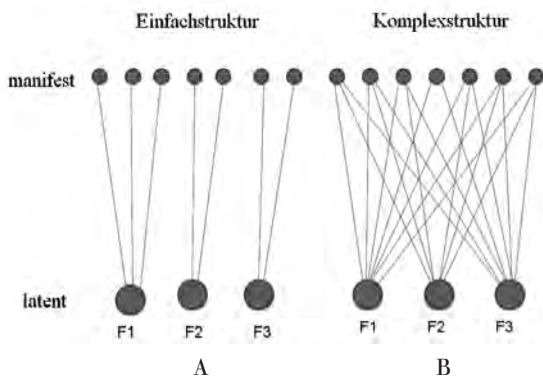 Einfachstruktur Komplexstruktur
manifest
latent
F1 F2 F3 F1 F2 F3
A B